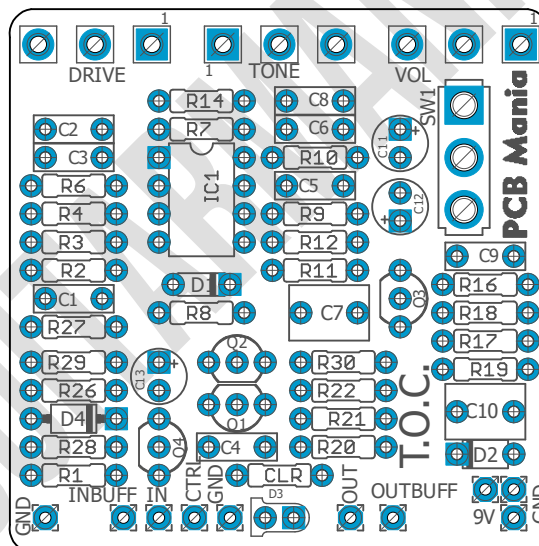 1
1
1
DRIVE
TONE
VOL
R14
C8
SW1
C2
R7
C6
C11
+
C3
R10
PCB Mania
R6
IC1
C5
C12
+
R4
R9
R3
R12
C9
R2
R11
R16
D1
C1
R8
C7
Q3
R18
R27
R17
R29
Q2
R30
R19
R26
C13
+
R22
C10
D4
Q1
R21
T.O.C.
R28
Q4
C4
R20
D2
R1
CLR
INBUFF
IN
CTRL
GND
D3
OUT
OUTBUFF
GND
9V
GND